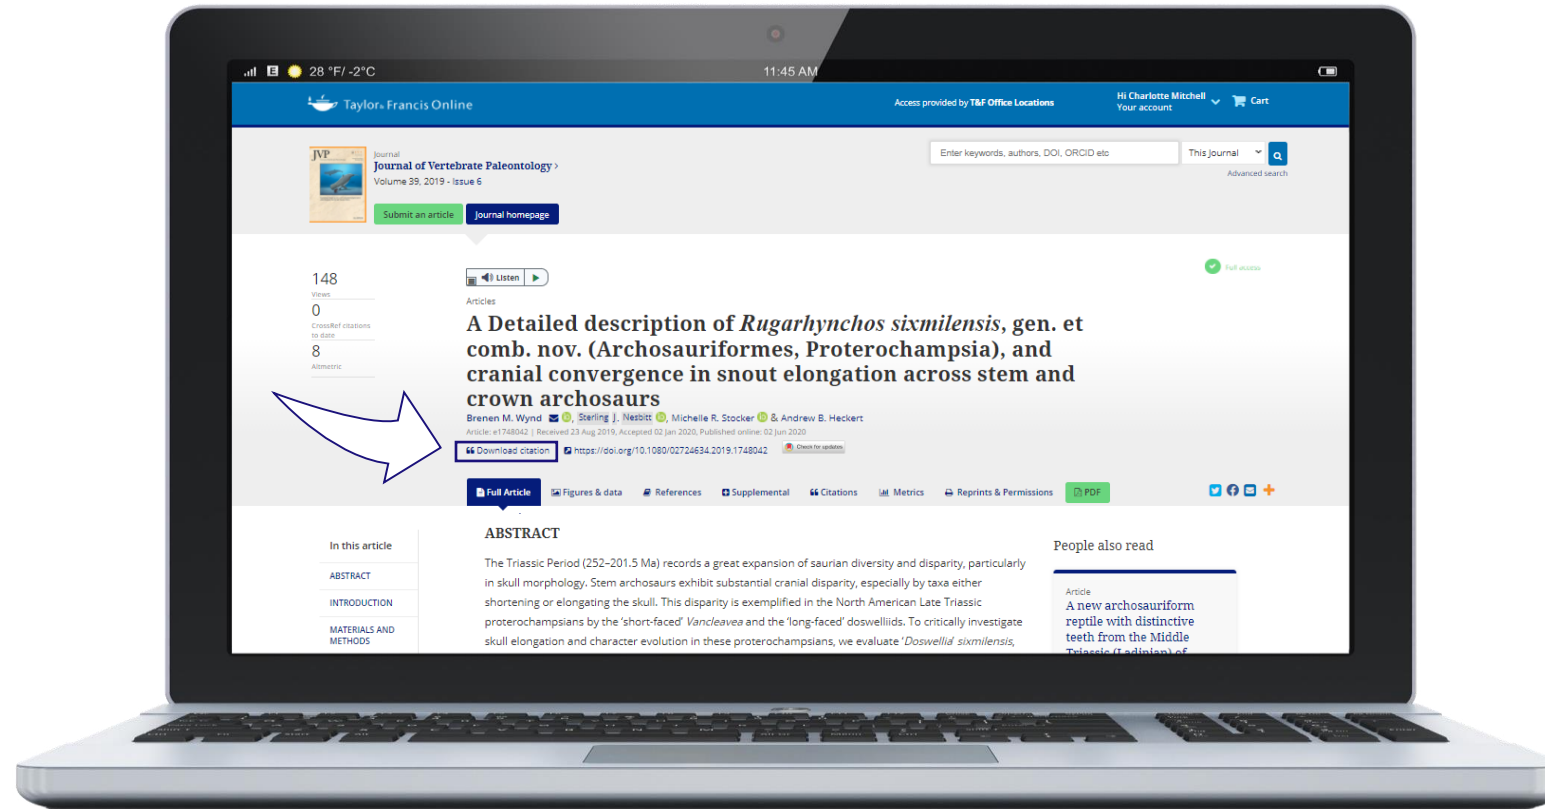 28 °F/ -2°C
11:45 AM
Taylor & Francis Online
Access provided by T&F Office Locations
Hi Charlotte Mitchell
Your account
Cart
JVP
Journal
Journal of Vertebrate Paleontology ›
Volume 39, 2019 - Issue 6
Submit an article
Journal homepage
Enter keywords, authors, DOI, ORCID etc
This Journal
Advanced search
148
Views
0
CrossRef citations
to date
8
Altmetric
Listen
Full access
Articles
A Detailed description of Rugarhynchos sixmilensis, gen. et
comb. nov. (Archosauriformes, Proterochampsia), and
cranial convergence in snout elongation across stem and
crown archosaurs
Brenen M. Wynd, Sterling J. Nesbitt, Michelle R. Stocker & Andrew B. Heckert
Article: e1748042 | Received 23 Aug 2019, Accepted 02 Jan 2020, Published online: 02 Jun 2020
Download citation
https://doi.org/10.1080/02724634.2019.1748042
Check for updates
Full Article
Figures & data
References
Supplemental
Citations
Metrics
Reprints & Permissions
PDF
In this article
ABSTRACT
INTRODUCTION
MATERIALS AND
METHODS
ABSTRACT
The Triassic Period (252–201.5 Ma) records a great expansion of saurian diversity and disparity, particularly
in skull morphology. Stem archosaurs exhibit substantial cranial disparity, especially by taxa either
shortening or elongating the skull. This disparity is exemplified in the North American Late Triassic
proterochampsians by the ‘short-faced’ Vancleavea and the ‘long-faced’ doswelliids. To critically investigate
skull elongation and character evolution in these proterochampsians, we evaluate ‘Doswellia’ sixmilensis,
People also read
Article
A new archosauriform
reptile with distinctive
teeth from the Middle
Triassic (Ladinian) of